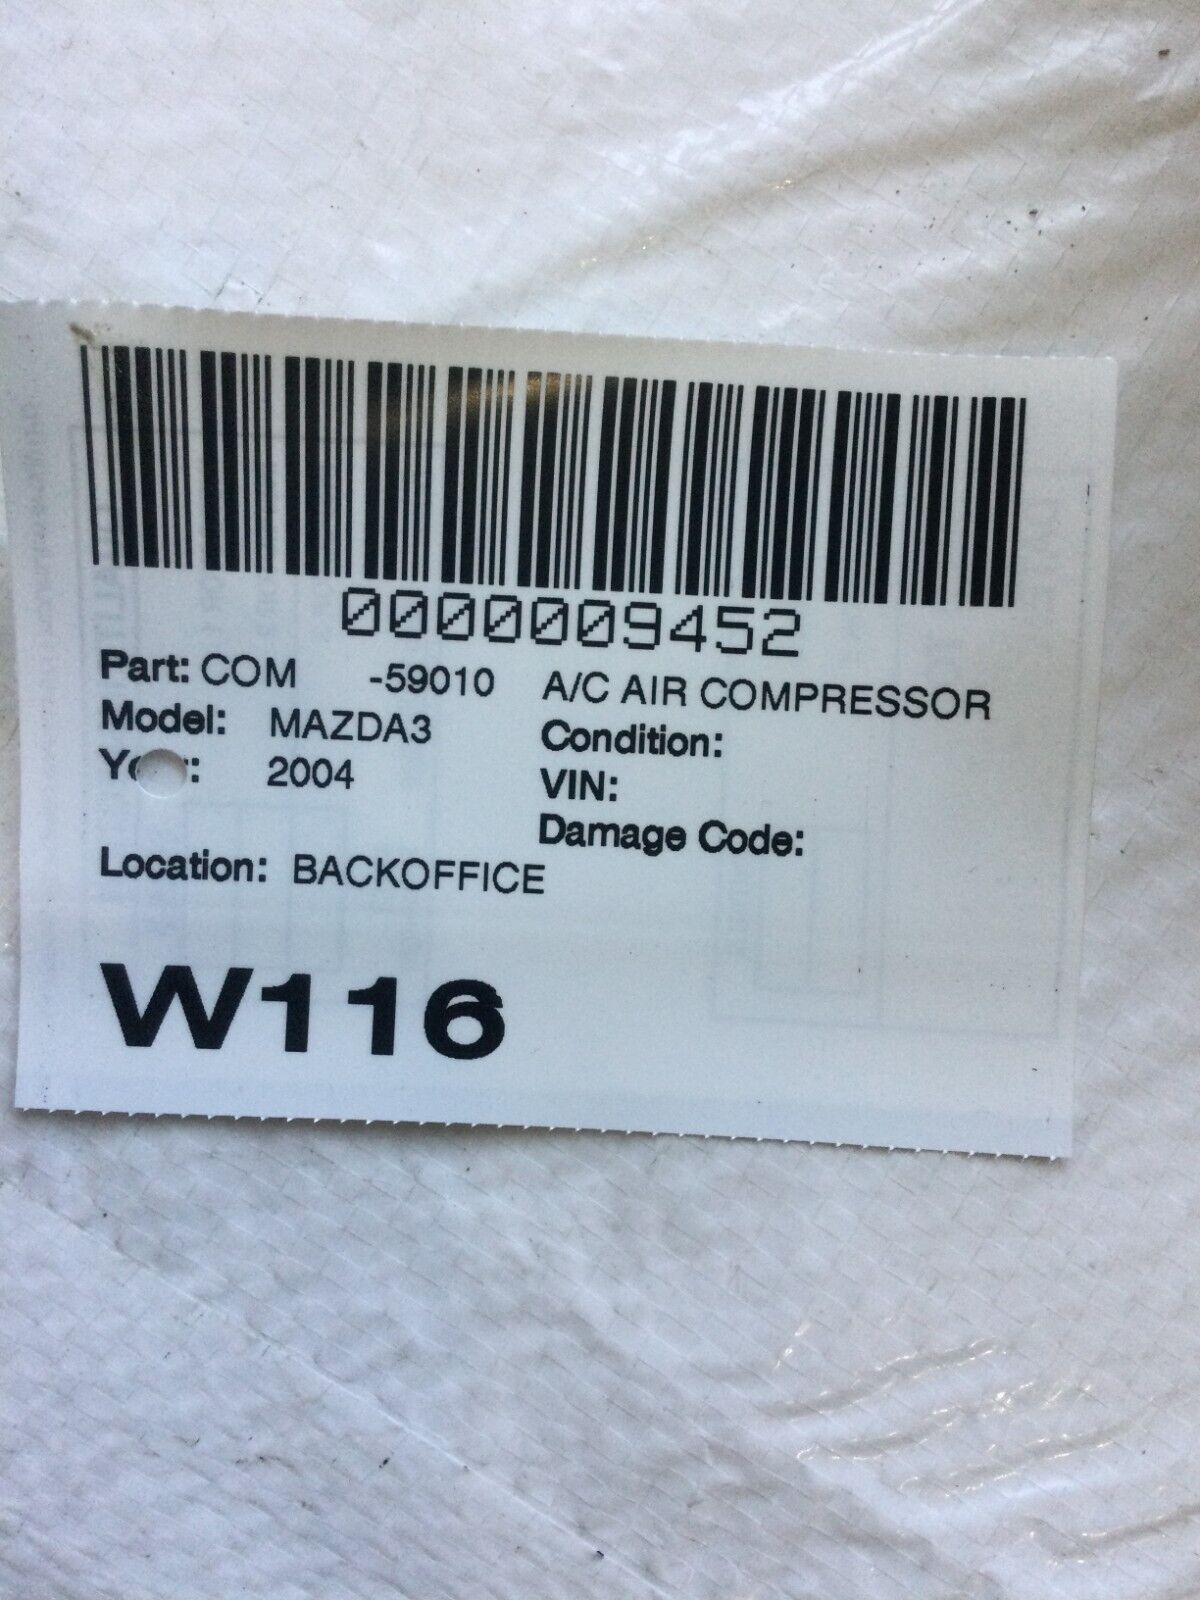 0000009452
Part: COM -59010 A/C AIR COMPRESSOR
Model: MAZDA3 Condition:
2004 VIN:
Damage Code:
Location: BACKOFFICE
W116